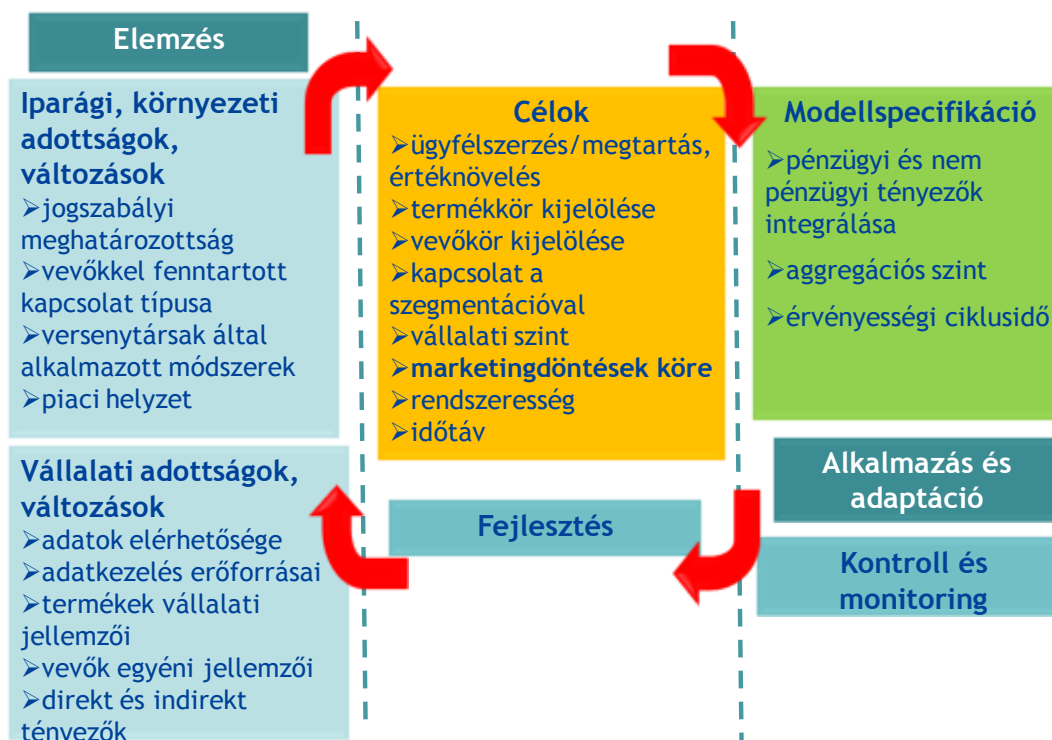 Elemzés
Iparági, környezeti
adottságok,
változások
➢jogszabályi
meghatározottság
➢vevőkkel fenntartott
kapcsolat típusa
➢versenytársak által
alkalmazott módszerek
➢piaci helyzet
Vállalati adottságok,
változások
➢adatok elérhetősége
➢adatkezelés erőforrásai
➢termékek vállalati
jellemzői
➢vevők egyéni jellemzői
➢direkt és indirekt
tényezők
Célok
➢ügyfélszerzés/megtartás,
értéknövelés
➢termékkör kijelölése
➢vevőkör kijelölése
➢kapcsolat a
szegmentációval
➢vállalati szint
➢marketingdöntések köre
➢rendszeresség
➢időtáv
Fejlesztés
Modellspecifikáció
➢pénzügyi és nem
pénzügyi tényezők
integrálása
➢aggregációs szint
➢érvényességi ciklusidő
Alkalmazás és
adaptáció
Kontroll és
monitoring